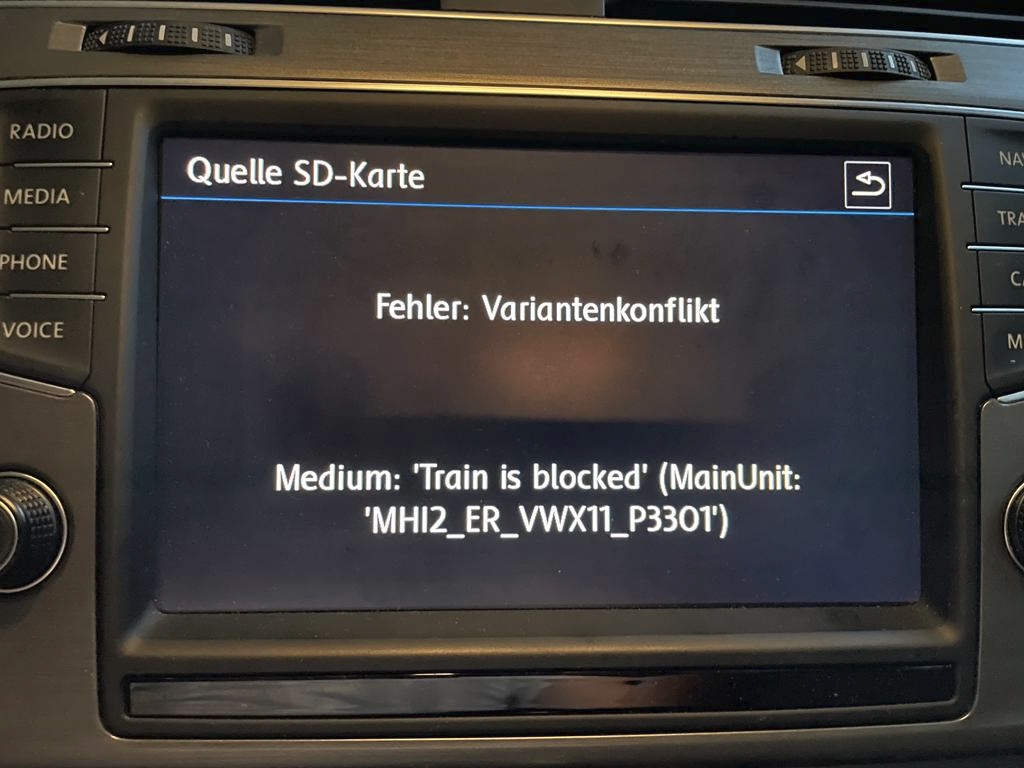 RADIO
MEDIA
PHONE
VOICE
Quelle SD-Karte
Fehler: Variantenkonflikt
Medium: 'Train is blocked' (MainUnit:
'MHI2_ER_VWX11_P3301')